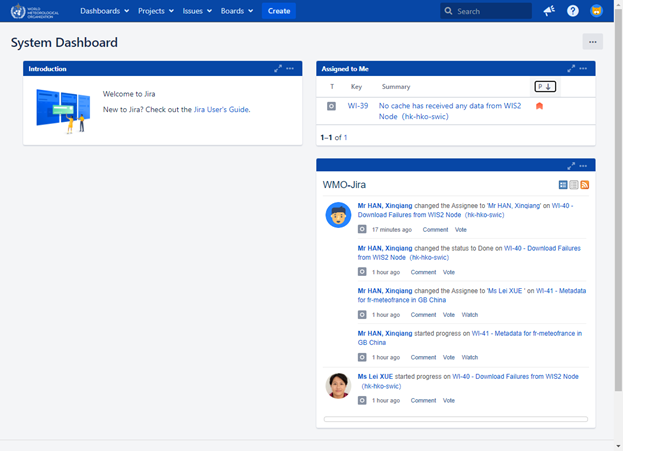 WORLD
METEOROLOGICAL
ORGANIZATION
Dashboards Projects Issues Boards Create Search
System Dashboard
Introduction
Welcome to Jira
New to Jira? Check out the Jira User's Guide.
Assigned to Me
T Key Summary P
WI-39 No cache has received any data from WIS2
Node（hk-hko-swic）
1–1 of 1
WMO-Jira
Mr HAN, Xinqiang changed the Assignee to 'Mr HAN, Xinqiang' on WI-40 -
Download Failures from WIS2 Node（hk-hko-swic）
17 minutes ago Comment Vote
Mr HAN, Xinqiang changed the status to Done on WI-40 - Download Failures
from WIS2 Node（hk-hko-swic）
1 hour ago Comment Vote
Mr HAN, Xinqiang changed the Assignee to 'Ms Lei XUE ' on WI-41 - Metadata
for fr-meteofrance in GB China
1 hour ago Comment Vote Watch
Mr HAN, Xinqiang started progress on WI-41 - Metadata for fr-meteofrance in
GB China
1 hour ago Comment Vote Watch
Ms Lei XUE started progress on WI-40 - Download Failures from WIS2 Node
（hk-hko-swic）
1 hour ago Comment Vote